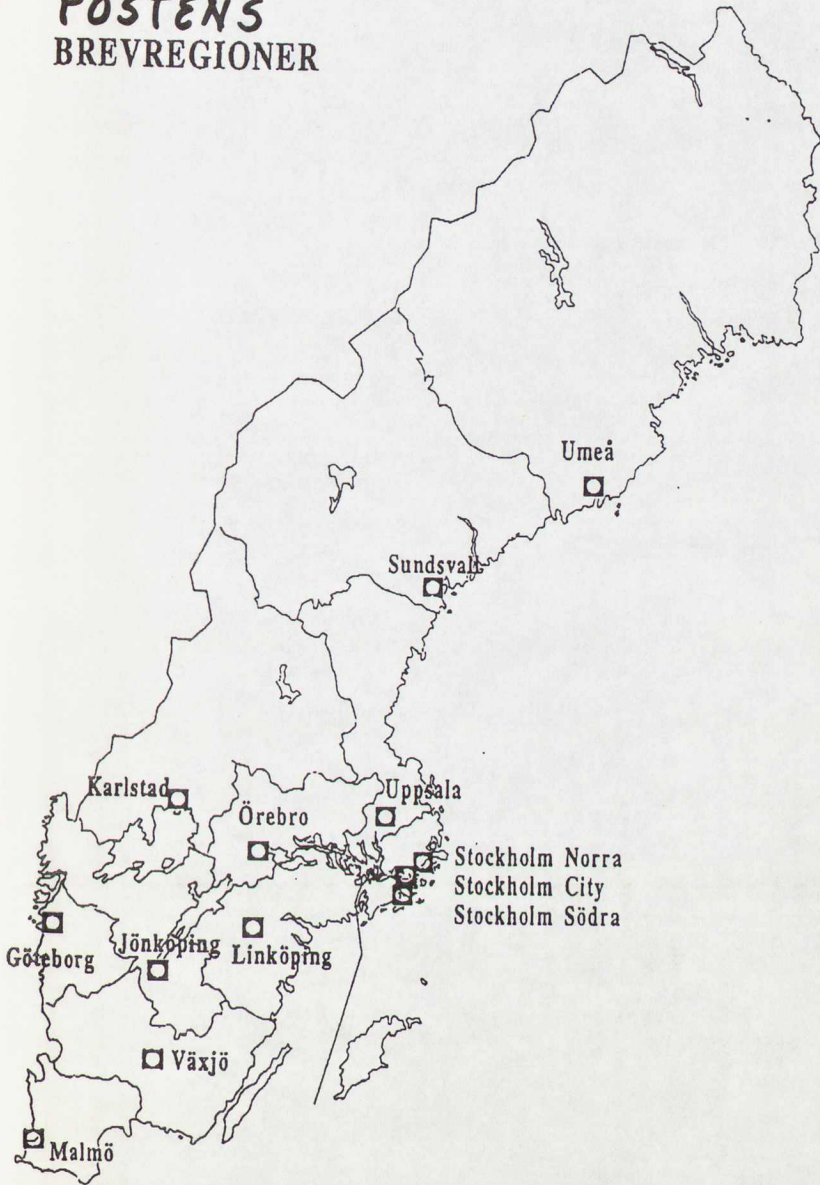 POSTENS
BREVREGIONER
Umeå
Sundsvall
Karlstad
Uppsala
Örebro
Stockholm Norra
Stockholm City
Stockholm Södra
Göteborg
Jönköping
Linköping
Växjö
Malmö